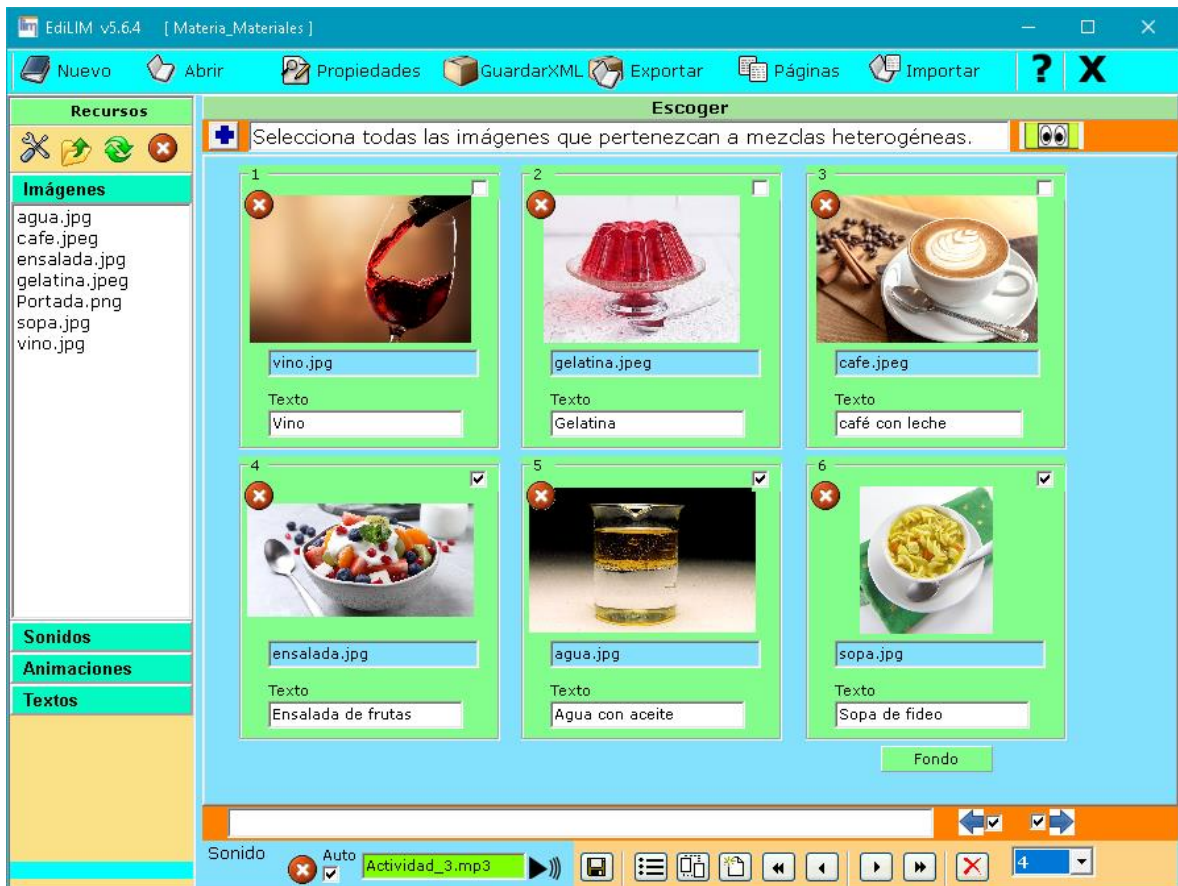 EdiLIM v5.6.4 [ Materia_Materiales ]
Nuevo Abrir Propiedades GuardarXML Exportar Páginas Importar ? X
Recursos
Imágenes
agua.jpg
cafe.jpeg
ensalada.jpg
gelatina.jpeg
Portada.png
sopa.jpg
vino.jpg
Sonidos
Animaciones
Textos
Escoger
Selecciona todas las imágenes que pertenezcan a mezclas heterogéneas.
1
vino.jpg
Texto
Vino
2
gelatina.jpeg
Texto
Gelatina
3
cafe.jpeg
Texto
café con leche
4
ensalada.jpg
Texto
Ensalada de frutas
5
agua.jpg
Texto
Agua con aceite
6
sopa.jpg
Texto
Sopa de fideo
Fondo
Sonido
Auto
Actividad_3.mp3
4